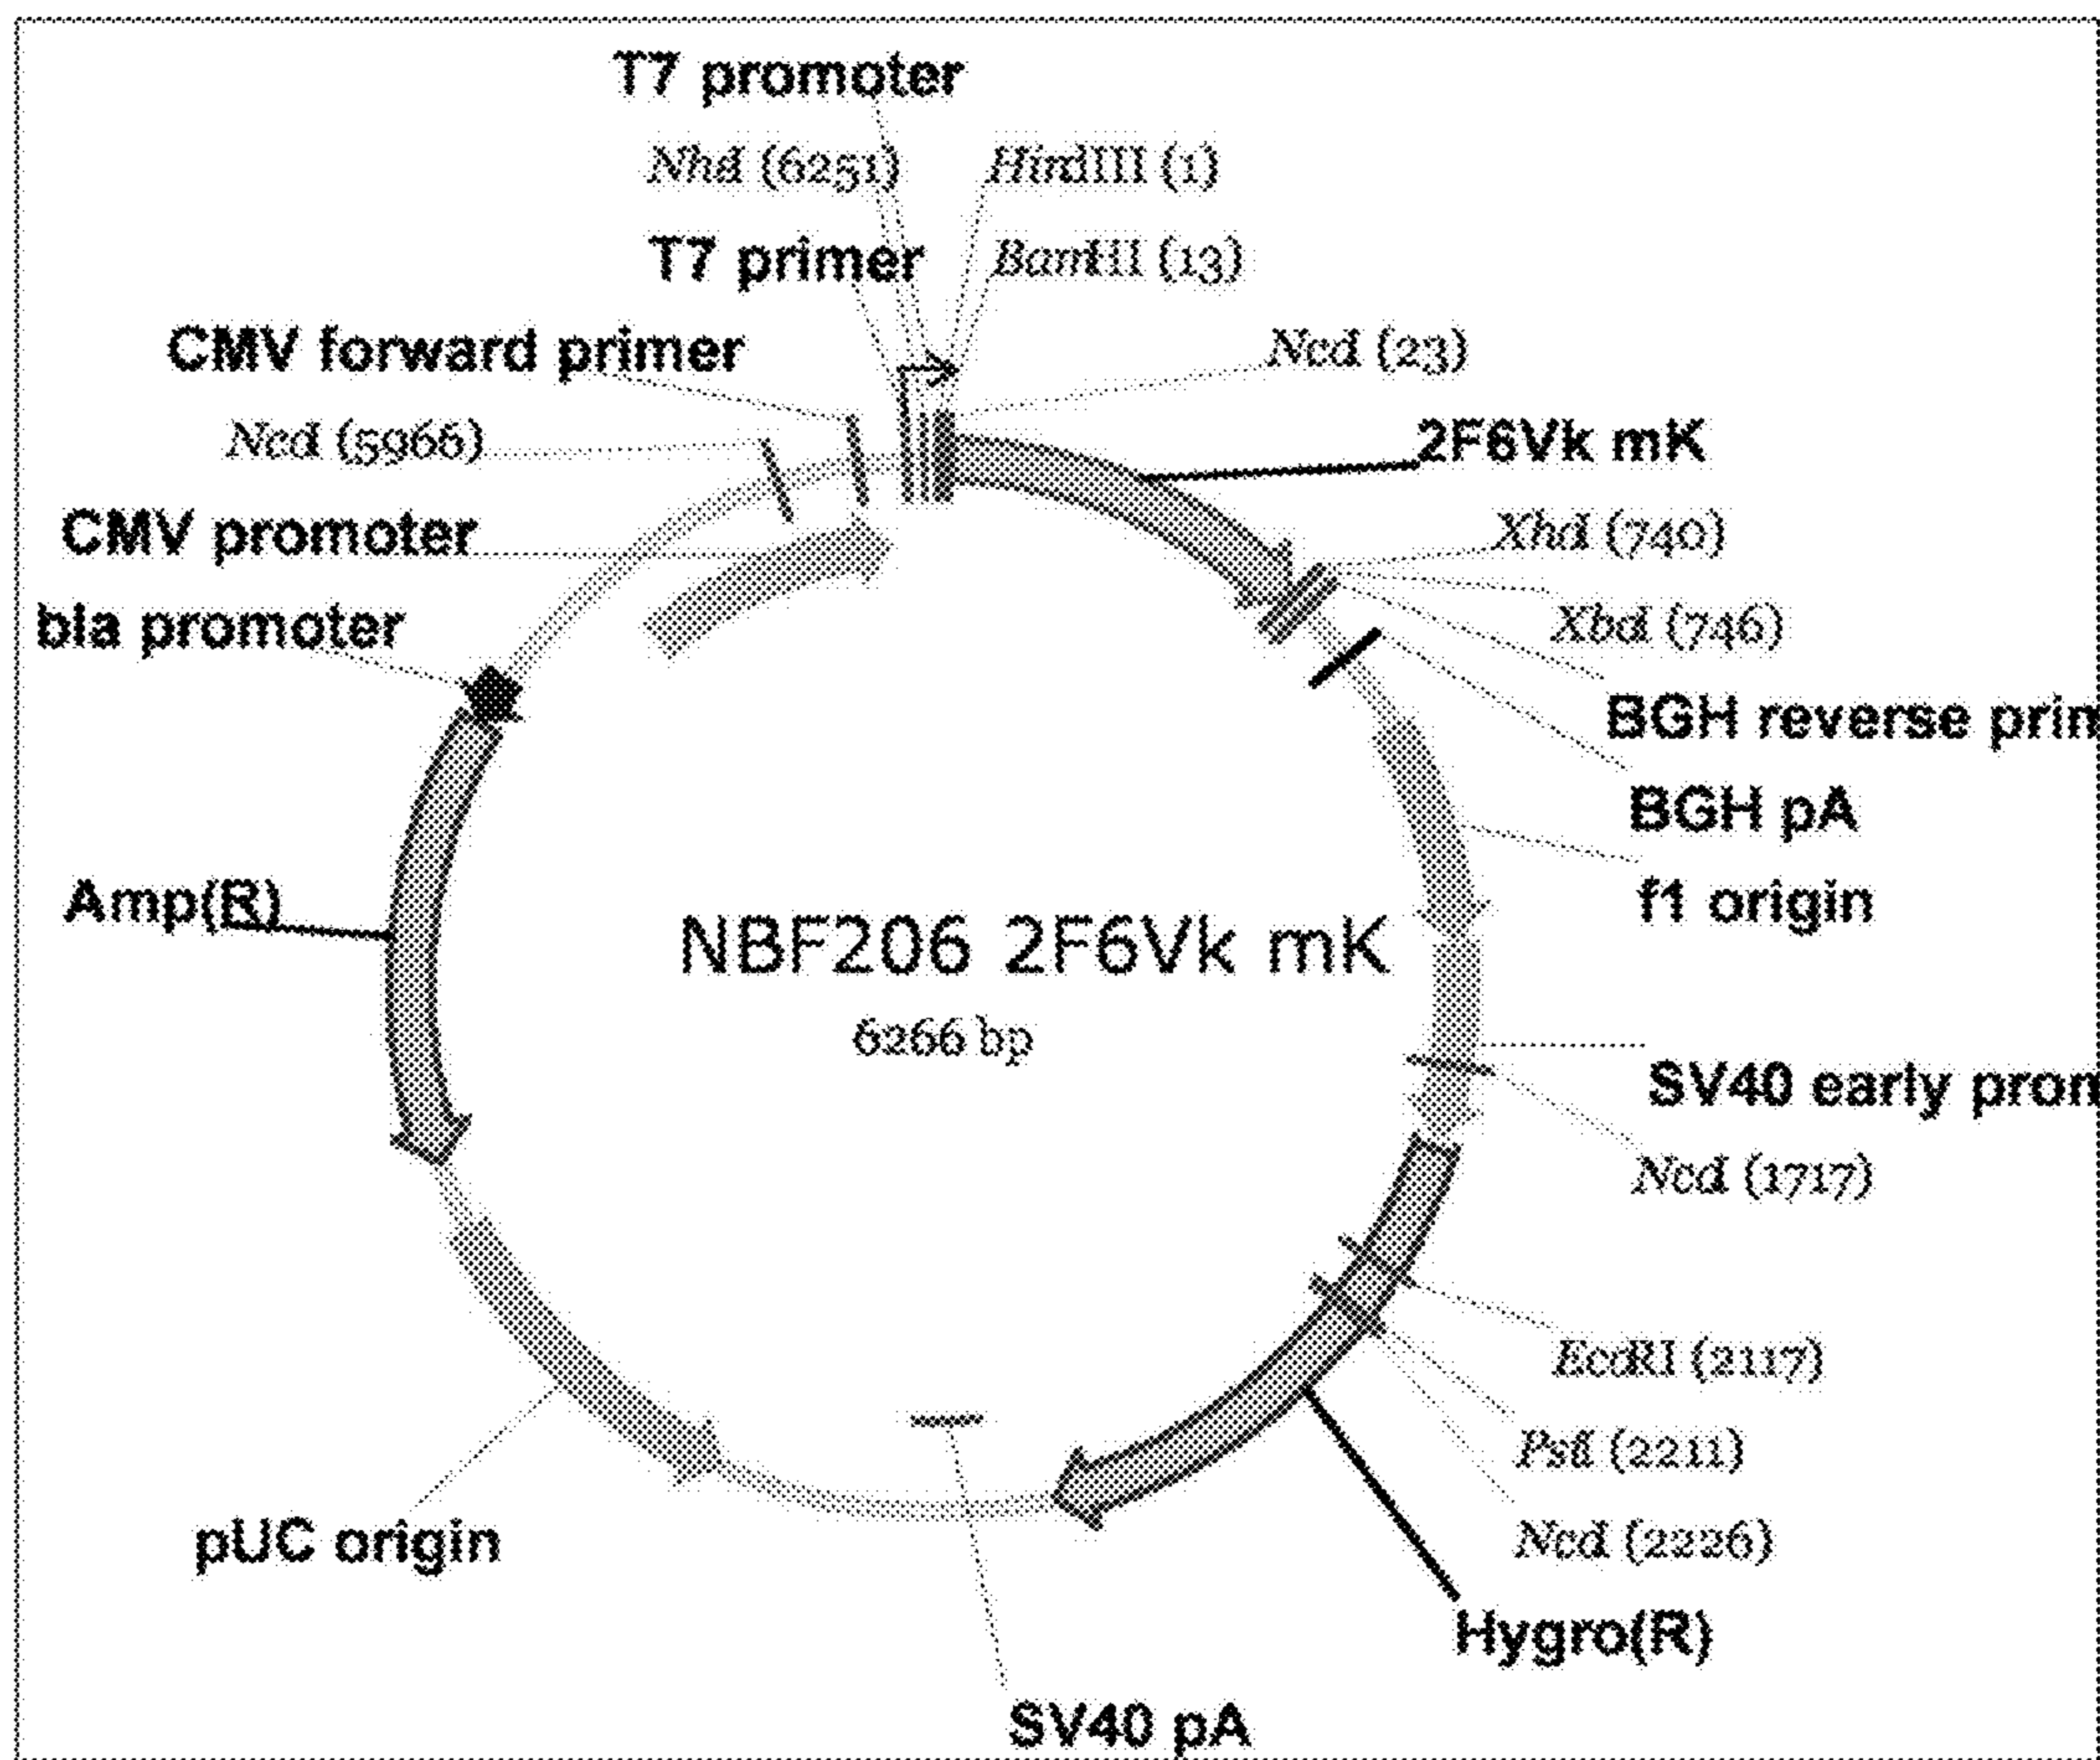 T7 promoter
NheI (6251)
HindIII (1)
T7 primer
BamHI (13)
CMV forward primer
NcoI (23)
NcoI (5966)
2F6Vk mK
CMV promoter
XhoI (740)
bla promoter
XbaI (746)
BGH reverse prim
BGH pA
Amp(R)
f1 origin
NBF206 2F6Vk mK
6266 bp
SV40 early prom
NcoI (1717)
EcoRI (2117)
PstI (2211)
pUC origin
NcoI (2226)
Hygro(R)
SV40 pA